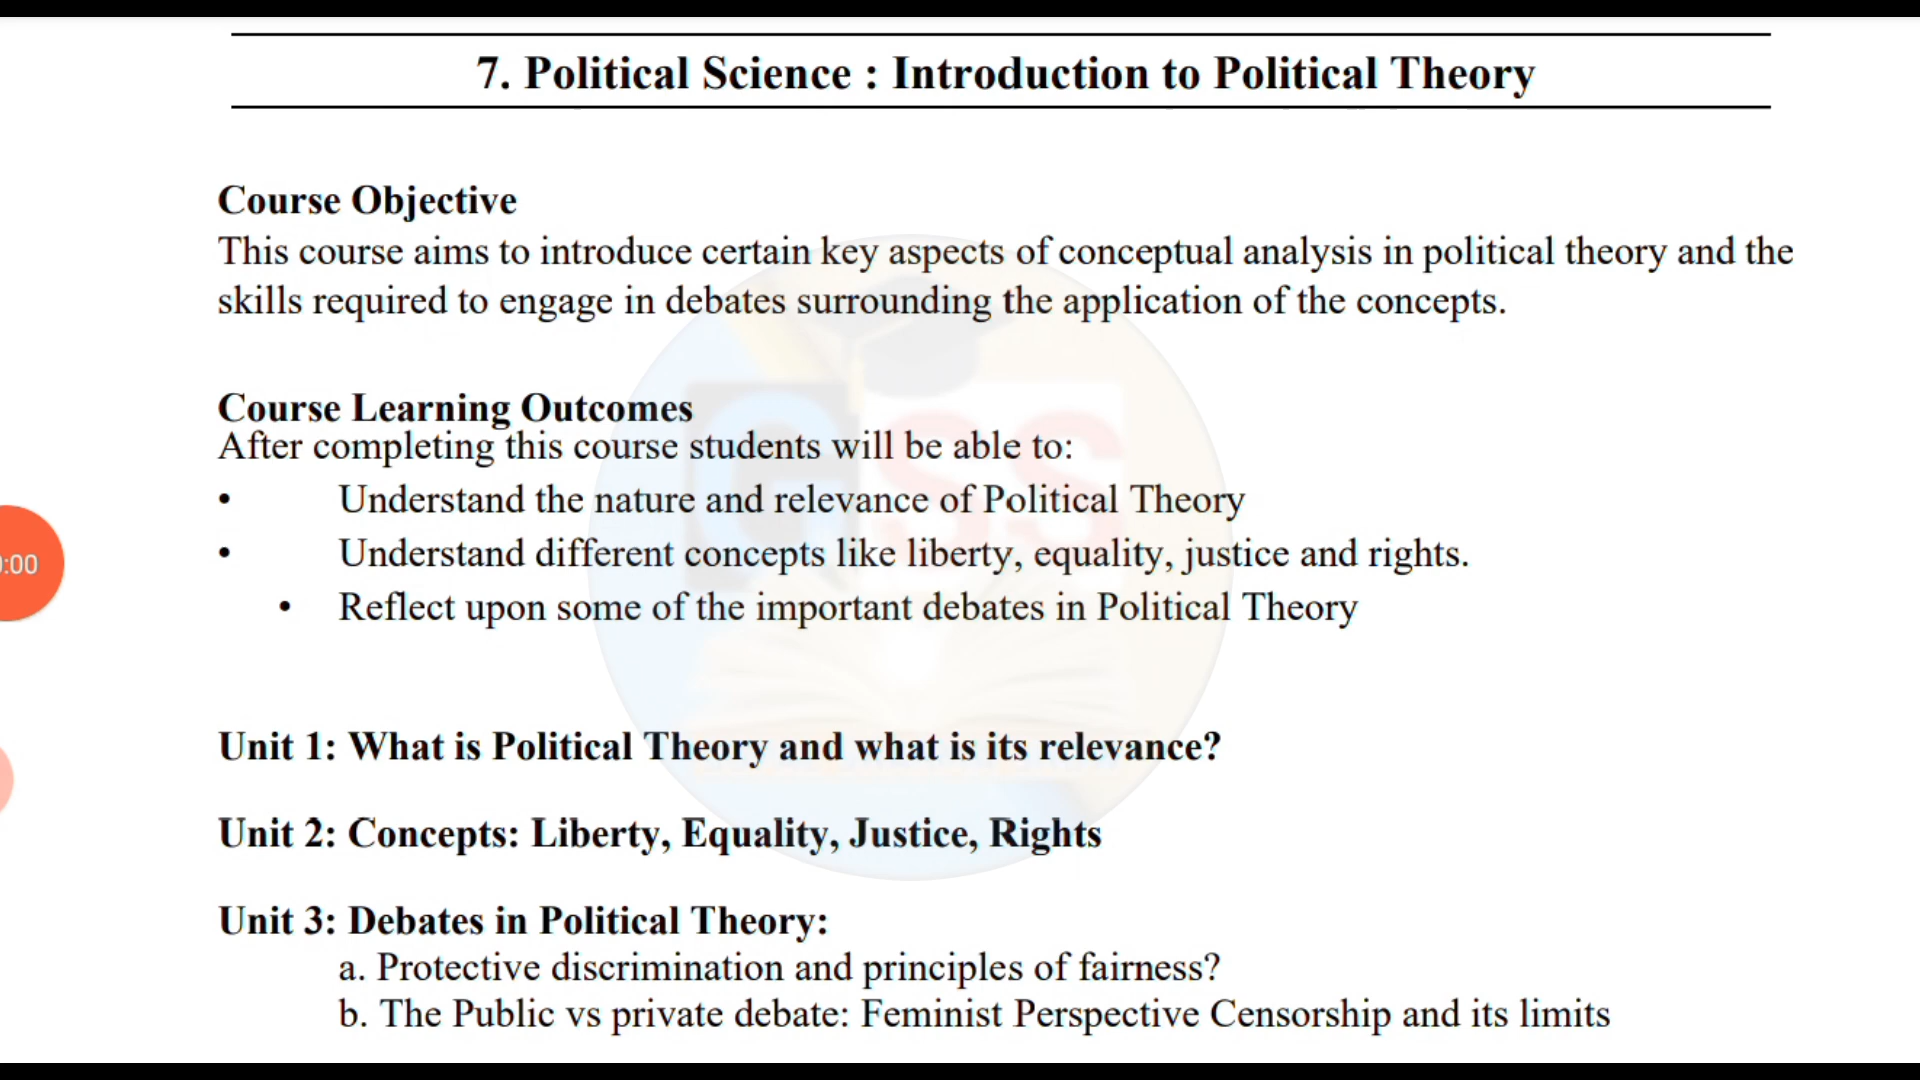 7. Political Science : Introduction to Political Theory
Course Objective
This course aims to introduce certain key aspects of conceptual analysis in political theory and the
skills required to engage in debates surrounding the application of the concepts.
Course Learning Outcomes
After completing this course students will be able to:
• Understand the nature and relevance of Political Theory
• Understand different concepts like liberty, equality, justice and rights.
• Reflect upon some of the important debates in Political Theory
Unit 1: What is Political Theory and what is its relevance?
Unit 2: Concepts: Liberty, Equality, Justice, Rights
Unit 3: Debates in Political Theory:
a. Protective discrimination and principles of fairness?
b. The Public vs private debate: Feminist Perspective Censorship and its limits
GSS
:00